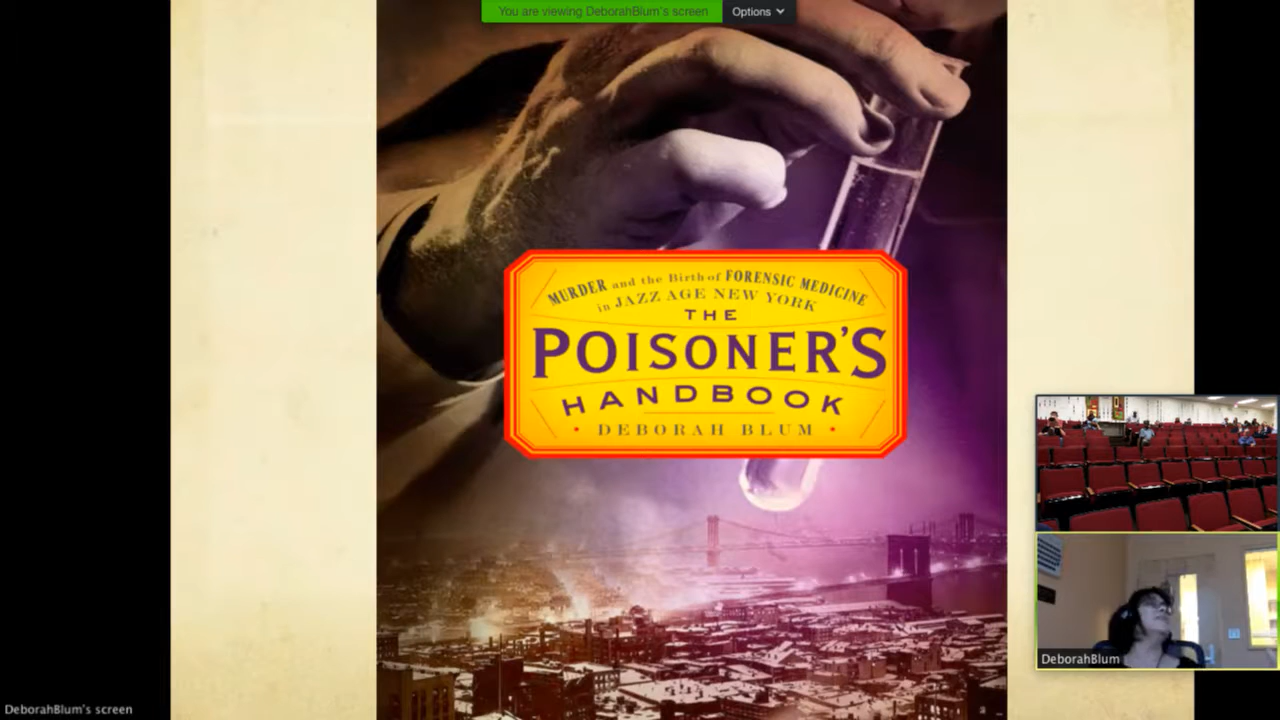 You are viewing DeborahBlum's screen
Options
MURDER and the Birth of FORENSIC MEDICINE
in JAZZ AGE NEW YORK
THE
POISONER'S
HANDBOOK
• DEBORAH BLUM •
DeborahBlum
DeborahBlum's screen